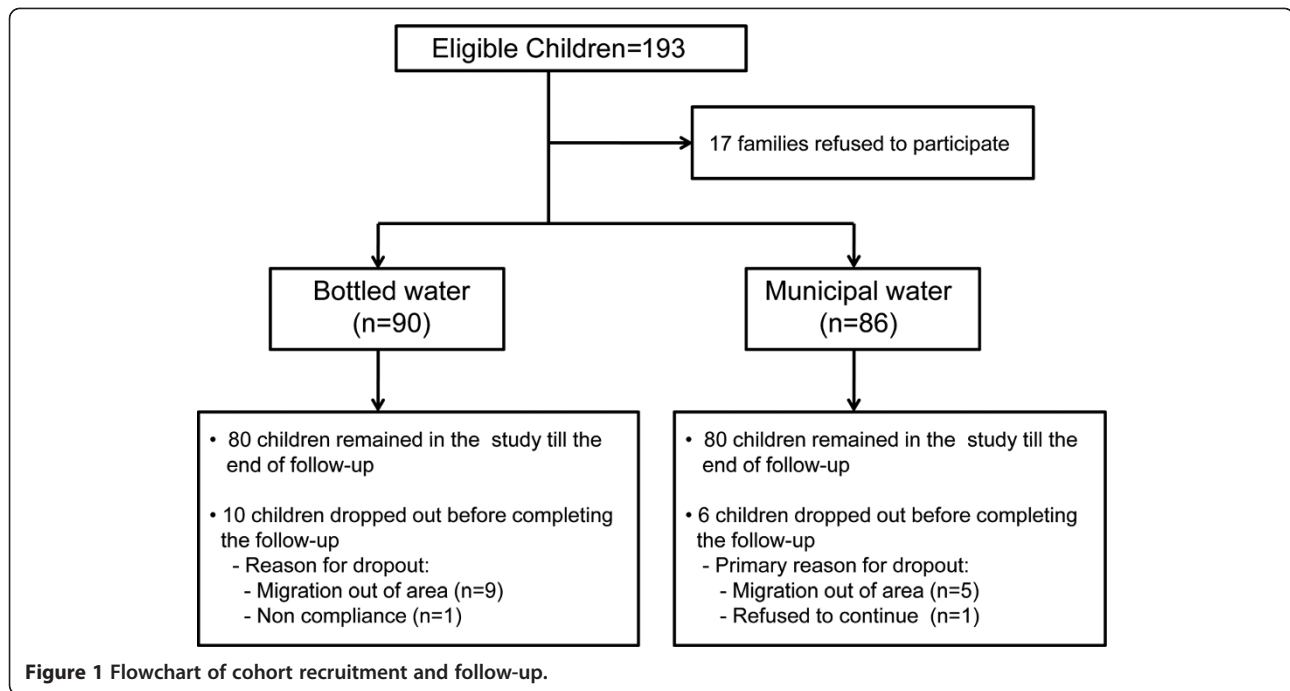 Eligible Children=193
17 families refused to participate
Bottled water
(n=90)
Municipal water
(n=86)
• 80 children remained in the study till the
end of follow-up
• 10 children dropped out before completing
the follow-up
- Reason for dropout:
- Migration out of area (n=9)
- Non compliance (n=1)
• 80 children remained in the study till the
end of follow-up
• 6 children dropped out before completing
the follow-up
- Primary reason for dropout:
- Migration out of area (n=5)
- Refused to continue (n=1)
Figure 1 Flowchart of cohort recruitment and follow-up.